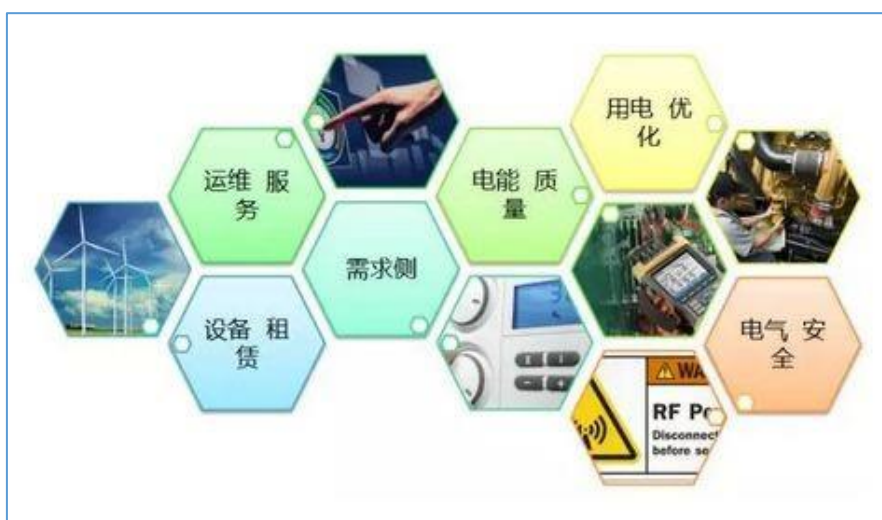 用电 优
化
运维 服
务
电能 质
量
需求侧
设备 租
赁
电气 安
全
WA
RF Po
Disconnect
before se